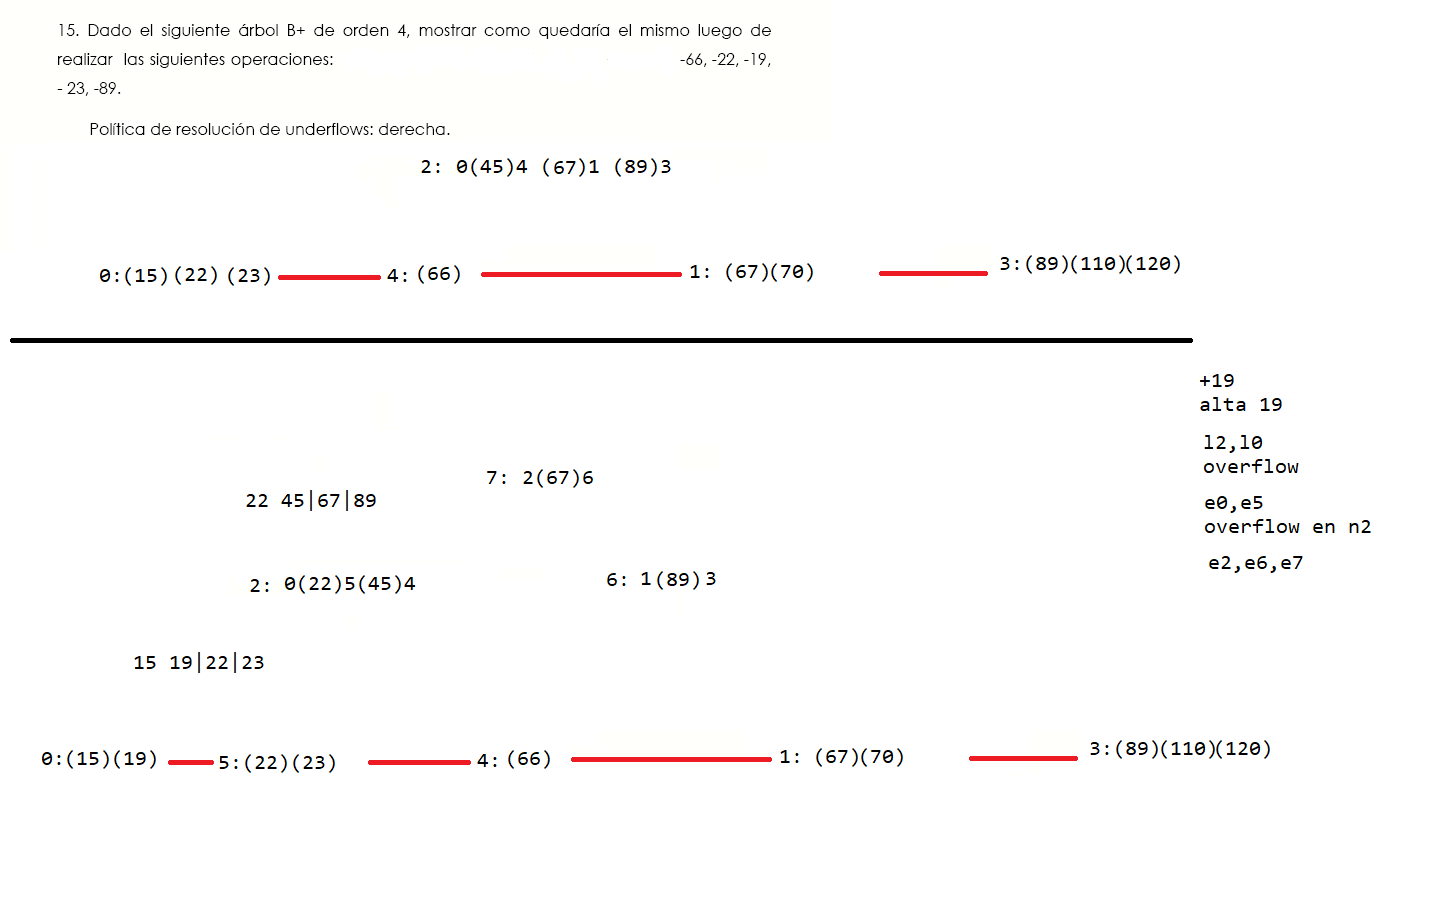 15. Dado el siguiente árbol B+ de orden 4, mostrar como quedaría el mismo luego de
realizar las siguientes operaciones: -66, -22, -19,
- 23, -89.
Política de resolución de underflows: derecha.
2: 0(45)4 (67)1 (89)3
0:(15)(22)(23) 4:(66) 1: (67)(70) 3:(89)(110)(120)
+19
alta 19
l2,l0
overflow
e0,e5
overflow en n2
e2,e6,e7
7: 2(67)6
22 45|67|89
2: 0(22)5(45)4 6: 1(89)3
15 19|22|23
0:(15)(19) 5:(22)(23) 4:(66) 1: (67)(70) 3:(89)(110)(120)